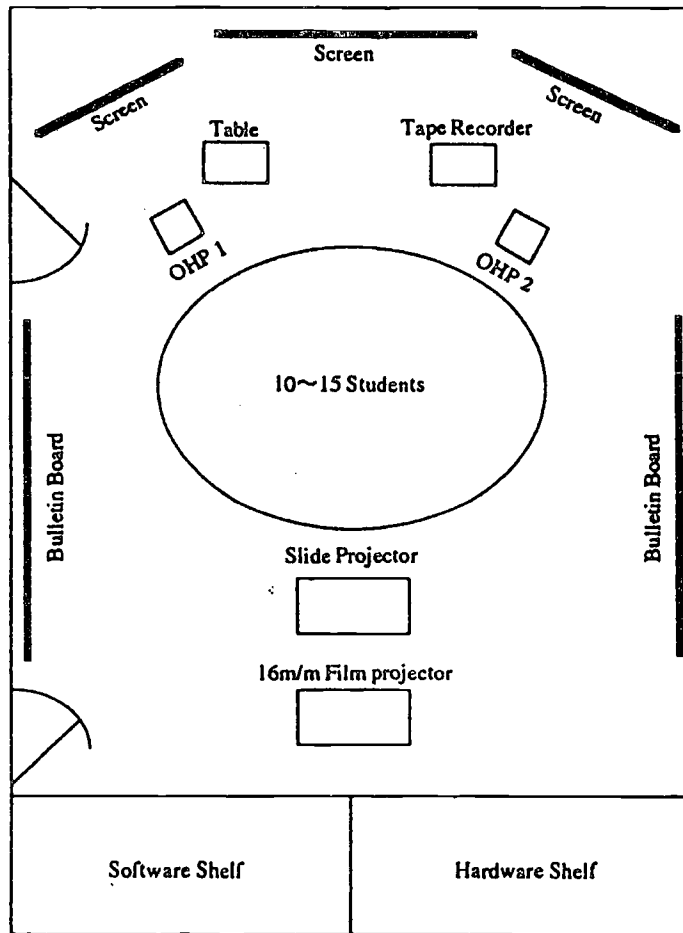 Screen
Screen
Screen
Table
Tape Recorder
OHP 1
OHP 2
10〜15 Students
Bulletin Board
Bulletin Board
Slide Projector
16m/m Film projector
Software Shelf
Hardware Shelf